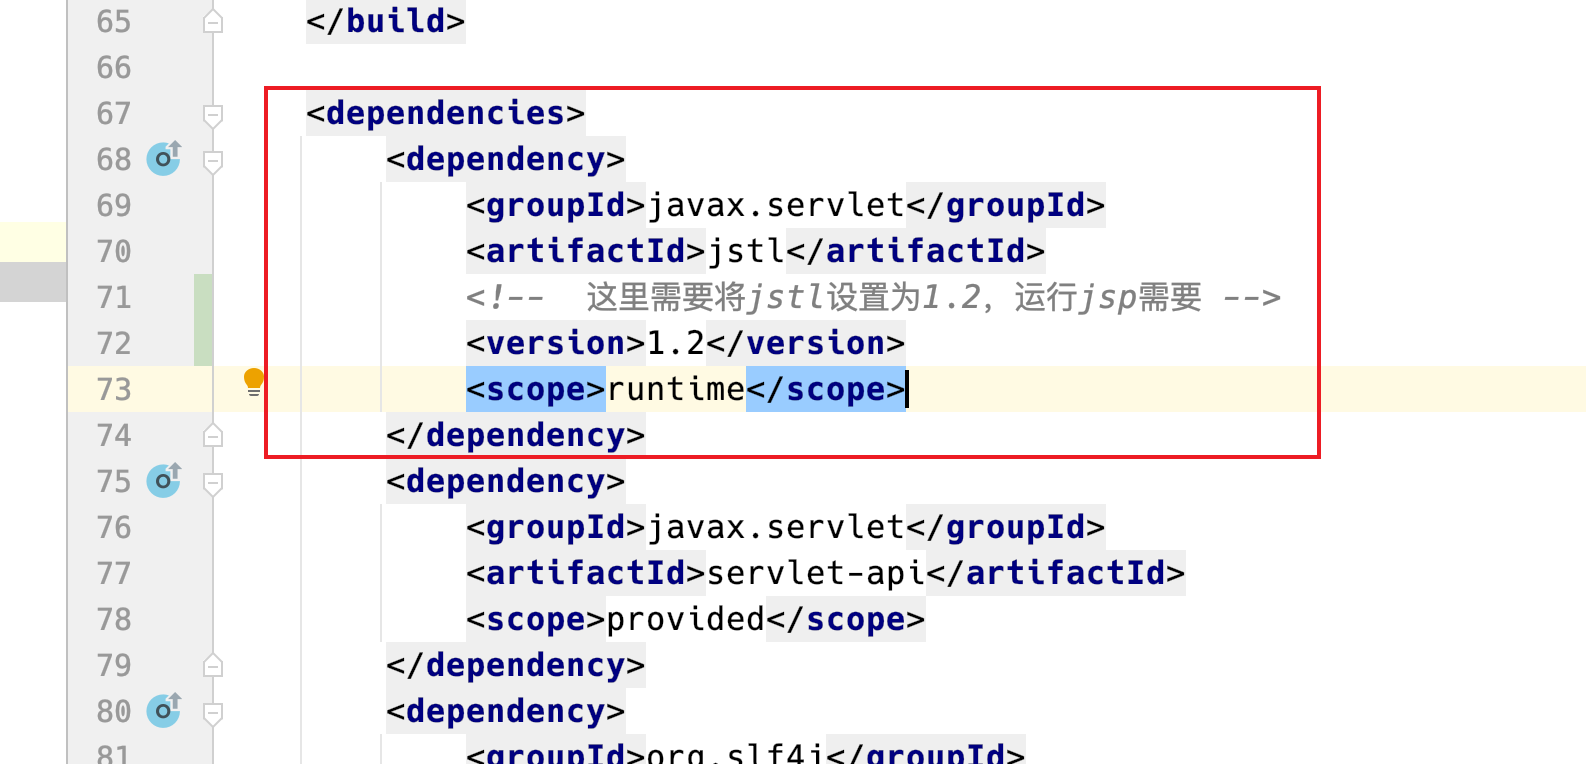 65 </build>
66
67 <dependencies>
68 <dependency>
69 <groupId>javax.servlet</groupId>
70 <artifactId>jstl</artifactId>
71 <!--  这里需要将jstl设置为1.2，运行jsp需要 -->
72 <version>1.2</version>
73 <scope>runtime</scope>
74 </dependency>
75 <dependency>
76 <groupId>javax.servlet</groupId>
77 <artifactId>servlet-api</artifactId>
78 <scope>provided</scope>
79 </dependency>
80 <dependency>
81 <groupId>org.slf4j</groupId>